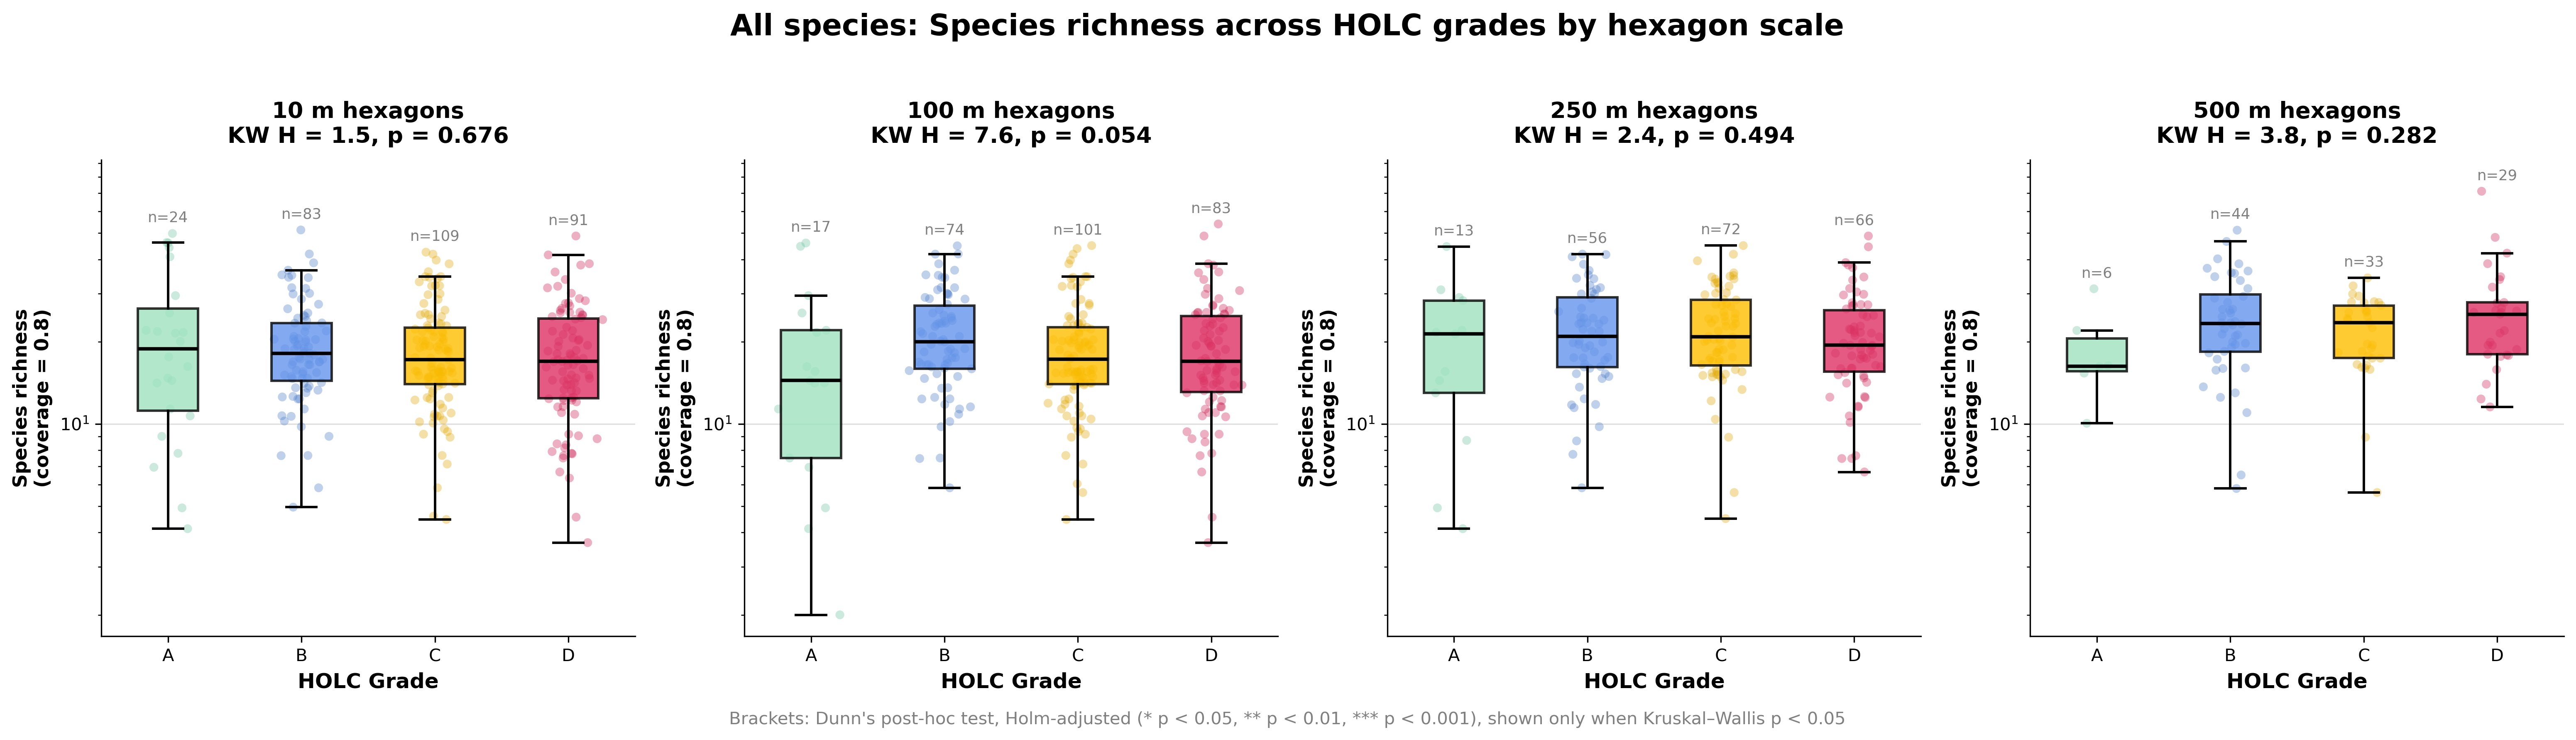 All species: Species richness across HOLC grades by hexagon scale
10 m hexagons
KW H = 1.5, p = 0.676
Species richness
(coverage = 0.8)
10¹
n=24
n=83
n=109
n=91
A
B
C
D
HOLC Grade
100 m hexagons
KW H = 7.6, p = 0.054
Species richness
(coverage = 0.8)
10¹
n=17
n=74
n=101
n=83
A
B
C
D
HOLC Grade
250 m hexagons
KW H = 2.4, p = 0.494
Species richness
(coverage = 0.8)
10¹
n=13
n=56
n=72
n=66
A
B
C
D
HOLC Grade
500 m hexagons
KW H = 3.8, p = 0.282
Species richness
(coverage = 0.8)
10¹
n=6
n=44
n=33
n=29
A
B
C
D
HOLC Grade
Brackets: Dunn's post-hoc test, Holm-adjusted (* p < 0.05, ** p < 0.01, *** p < 0.001), shown only when Kruskal–Wallis p < 0.05